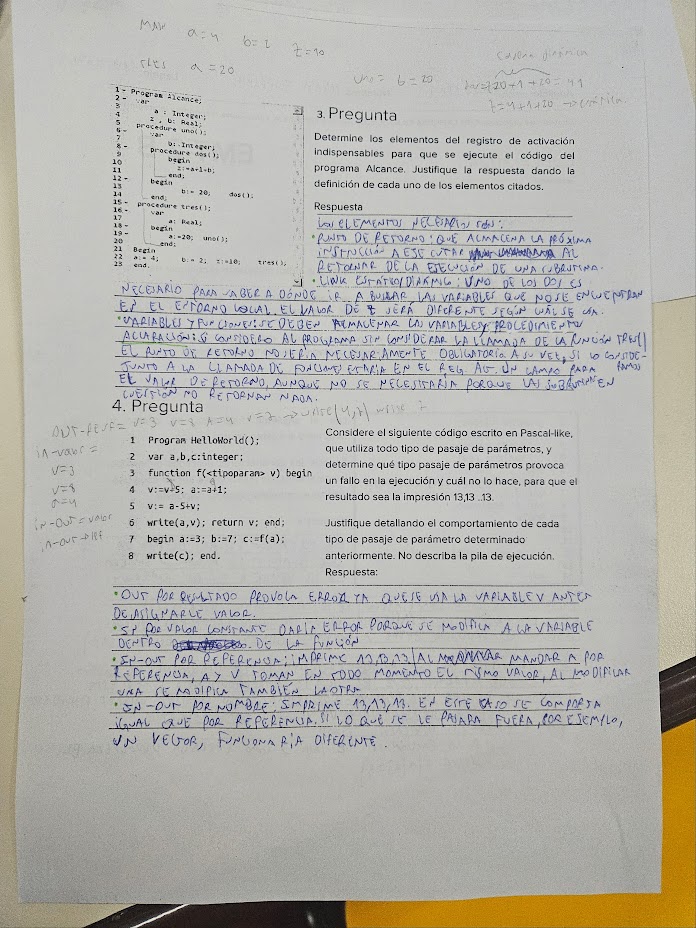 MAIN a=4 b=2 z=10
TRES a=20
UNO= b=20
cadena dinámica
z=20+1+20=41
z=4+1+20 → estática
1- Program Alcance;
2- var
3 a : Integer;
4 z , b: Real;
5 procedure uno();
6- var
7 b: Integer;
8- procedure dos();
9 begin
10 z:=a+1+b;
11 end;
12- begin
13 b:= 20; dos();
14 end;
15- procedure tres();
16- var
17 a: Real;
18- begin
19 a:=20; uno();
20 end;
21 Begin
22 a:= 4; b:= 2; z:=10; tres();
23 end.
3. Pregunta
Determine los elementos del registro de activación
indispensables para que se ejecute el código del
programa Alcance. Justifique la respuesta dando la
definición de cada uno de los elementos citados.
Respuesta
LOS ELEMENTOS NECESARIOS SON:
• PUNTO DE RETORNO: QUE ALMACENA LA PRÓXIMA
INSTRUCCIÓN A EJECUTAR AL
RETORNAR DE LA EJECUCIÓN DE UNA SUBRUTINA.
• LINK ESTÁTICO/DINÁMICO: UNO DE LOS DOS ES
NECESARIO PARA SABER A DÓNDE IR A BUSCAR LAS VARIABLES QUE NO SE ENCUENTRAN
EN EL ENTORNO LOCAL. EL VALOR DE Z SERÁ DIFERENTE SEGÚN CUÁL SE USA.
• VARIABLES Y FUNCIONES: SE DEBEN ALMACENAR LAS VARIABLES Y PROCEDIMIENTOS
ACLARACIÓN: SI CONSIDERO AL PROGRAMA SIN CONSIDERAR LA LLAMADA DE LA FUNCIÓN TRES()
EL PUNTO DE RETORNO NO SERÍA NECESARIAMENTE OBLIGATORIA. A SU VEZ, SI LO CONSIDE-
RAMOS
JUNTO A LA LLAMADA DE FUNCIONES ESTARÍA EN EL REG. ACT. UN CAMPO PARA
EL VALOR DE RETORNO, AUNQUE NO SE NECESITARÍA PORQUE LAS SUBRUTINAS EN
CUESTIÓN NO RETORNAN NADA.
4. Pregunta
OUT-RESU= V=3 V=8 A=4 V=7 → write(4,7) write 7
IN-VALOR =
V=3
V=8
a=4
IN-OUT = VALOR
IN-OUT → REF
1 Program HelloWorld();
2 var a,b,c:integer;
3 function f(<tipoparam> v) begin
4 v:=v+5; a:=a+1;
5 v:= a-5+v;
6 write(a,v); return v; end;
7 begin a:=3; b:=7; c:=f(a);
8 write(c); end.
Considere el siguiente código escrito en Pascal-like,
que utiliza todo tipo de pasaje de parámetros, y
determine qué tipo pasaje de parámetros provoca
un fallo en la ejecución y cuál no lo hace, para que el
resultado sea la impresión 13,13 ..13.
Justifique detallando el comportamiento de cada
tipo de pasaje de parámetro determinado
anteriormente. No describa la pila de ejecución.
Respuesta:
• OUT POR RESULTADO PROVOCA ERROR YA QUE SE USA LA VARIABLE V ANTES
DE ASIGNARLE VALOR.
• IN POR VALOR CONSTANTE DARÍA ERROR PORQUE SE MODIFICA A LA VARIABLE
DENTRO DE LA FUNCIÓN
• IN-OUT POR REFERENCIA: IMPRIME 13,13,13. AL MANDAR A POR
REFERENCIA, A Y V TOMAN EN TODO MOMENTO EL MISMO VALOR, AL MODIFICAR
UNA SE MODIFICA TAMBIÉN LA OTRA.
• IN-OUT POR NOMBRE: IMPRIME 13,13,13. EN ESTE CASO SE COMPORTA
IGUAL QUE POR REFERENCIA. SI LO QUE SE LE PASARA FUERA, POR EJEMPLO,
UN VECTOR, FUNCIONARÍA DIFERENTE.